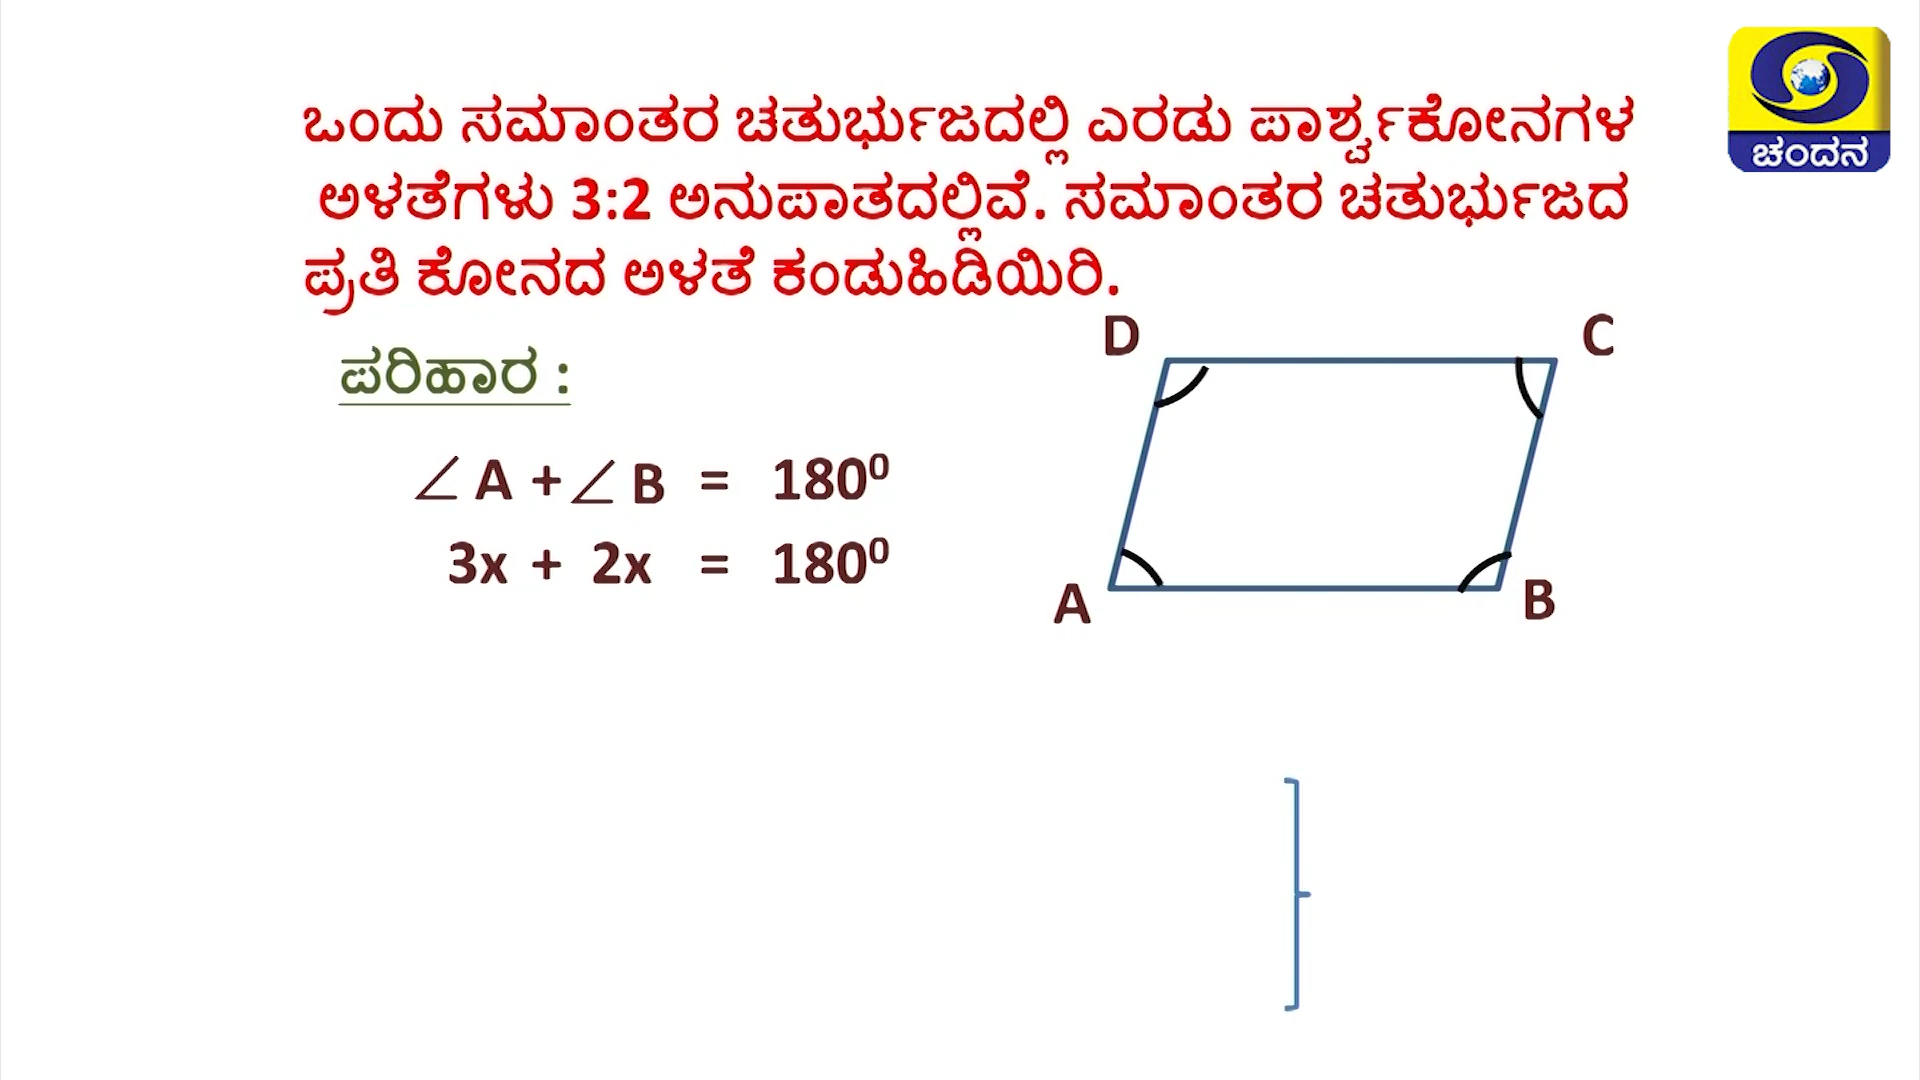 ಒಂದು ಸಮಾಂತರ ಚತುರ್ಭುಜದಲ್ಲಿ ಎರಡು ಪಾರ್ಶ್ವಕೋನಗಳ
ಅಳತೆಗಳು 3:2 ಅನುಪಾತದಲ್ಲಿವೆ. ಸಮಾಂತರ ಚತುರ್ಭುಜದ
ಪ್ರತಿ ಕೋನದ ಅಳತೆ ಕಂಡುಹಿಡಿಯಿರಿ.
ಚಂದನ
ಪರಿಹಾರ :
∠ A + ∠ B = 180⁰
3x + 2x = 180⁰
D C
A B